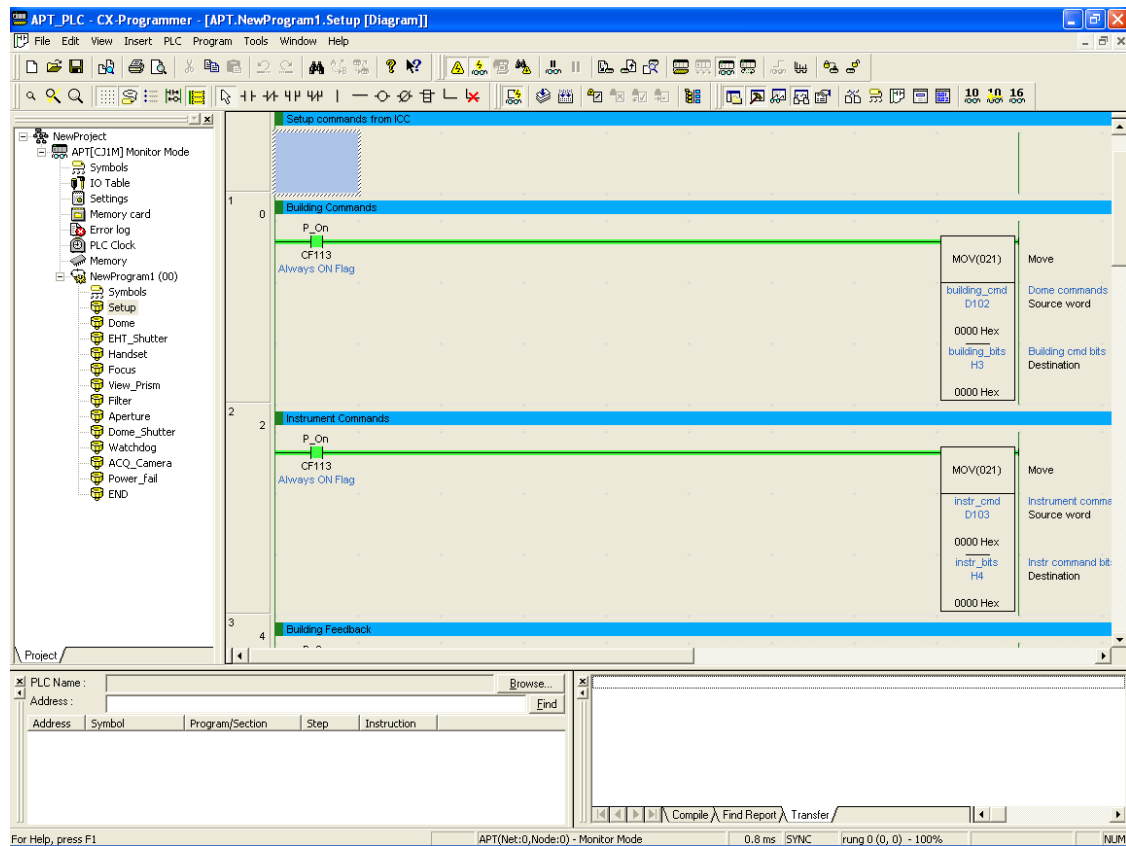 APT_PLC - CX-Programmer - [APT.NewProgram1.Setup [Diagram]]
File Edit View Insert PLC Program Tools Window Help
10 10 16
NewProject
APT[CJ1M] Monitor Mode
Symbols
IO Table
Settings
Memory card
Error log
PLC Clock
Memory
NewProgram1 (00)
Symbols
Setup
Dome
EHT_Shutter
Handset
Focus
View_Prism
Filter
Aperture
Dome_Shutter
Watchdog
ACQ_Camera
Power_fail
END
Project
Setup commands from ICC
1
0
Building Commands
P_On
CF113
Always ON Flag
MOV(021) Move
building_cmd Dome commands
D102 Source word
0000 Hex
building_bits Building cmd bits
H3 Destination
0000 Hex
2
2
Instrument Commands
P_On
CF113
Always ON Flag
MOV(021) Move
instr_cmd Instrument comma
D103 Source word
0000 Hex
instr_bits Instr command bit
H4 Destination
0000 Hex
3
4
Building Feedback
PLC Name :
Browse...
Address :
Find
Address Symbol Program/Section Step Instruction
Compile Find Report Transfer
For Help, press F1 APT(Net:0,Node:0) - Monitor Mode 0.8 ms SYNC rung 0 (0, 0) - 100% NUM